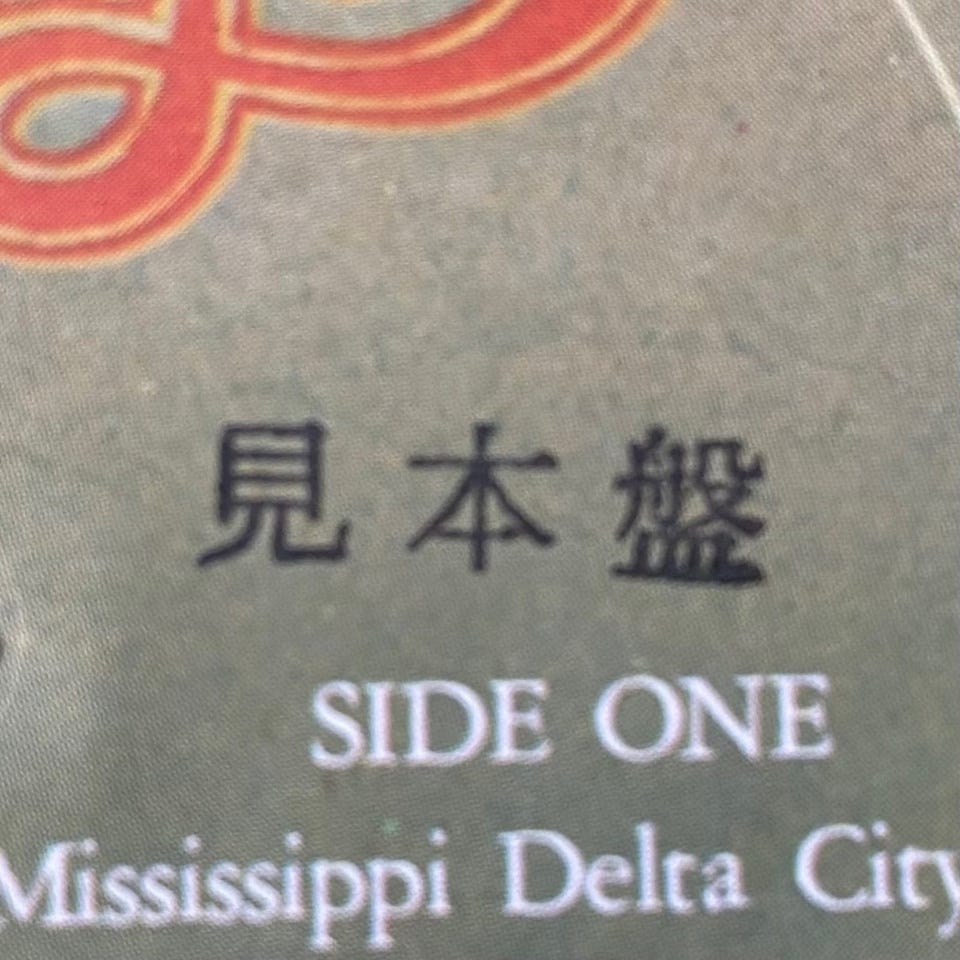 見本盤
SIDE ONE
Mississippi Delta City